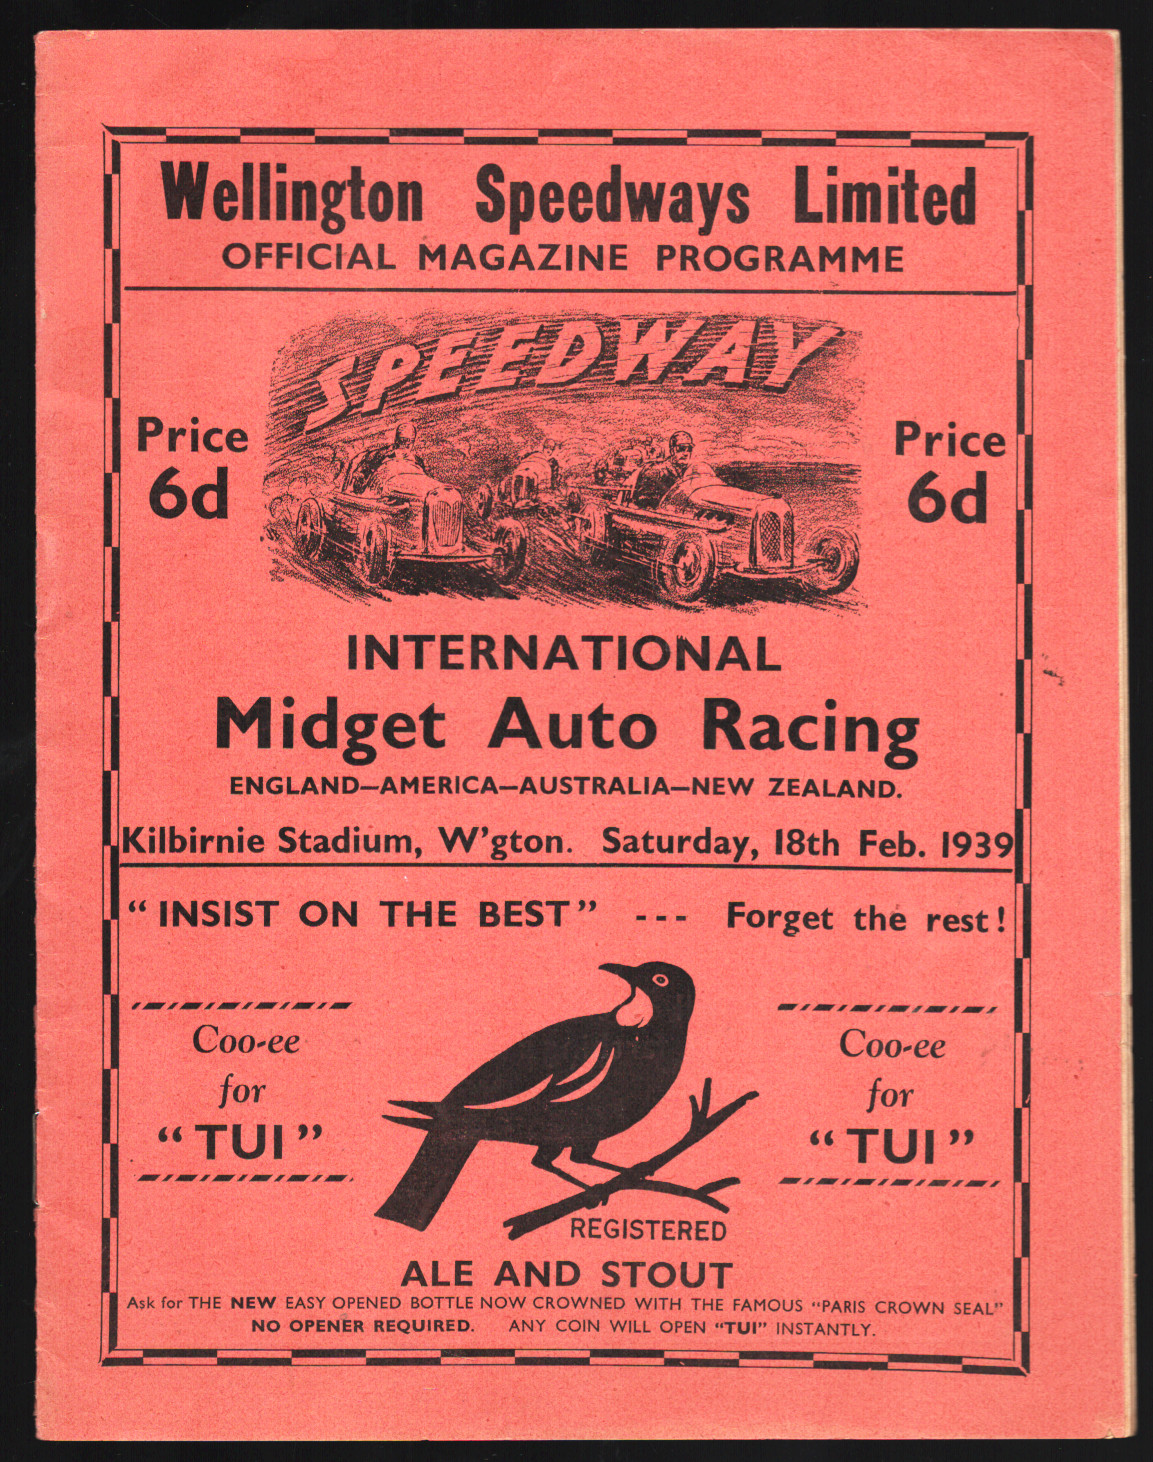 Wellington Speedways Limited
OFFICIAL MAGAZINE PROGRAMME
SPEEDWAY
Price
6d
Price
6d
INTERNATIONAL
Midget Auto Racing
ENGLAND—AMERICA—AUSTRALIA—NEW ZEALAND.
Kilbirnie Stadium, W'gton. Saturday, 18th Feb. 1939
"INSIST ON THE BEST" --- Forget the rest!
Coo-ee
for
"TUI"
Coo-ee
for
"TUI"
REGISTERED
ALE AND STOUT
Ask for THE NEW EASY OPENED BOTTLE NOW CROWNED WITH THE FAMOUS "PARIS CROWN SEAL"
NO OPENER REQUIRED. ANY COIN WILL OPEN "TUI" INSTANTLY.